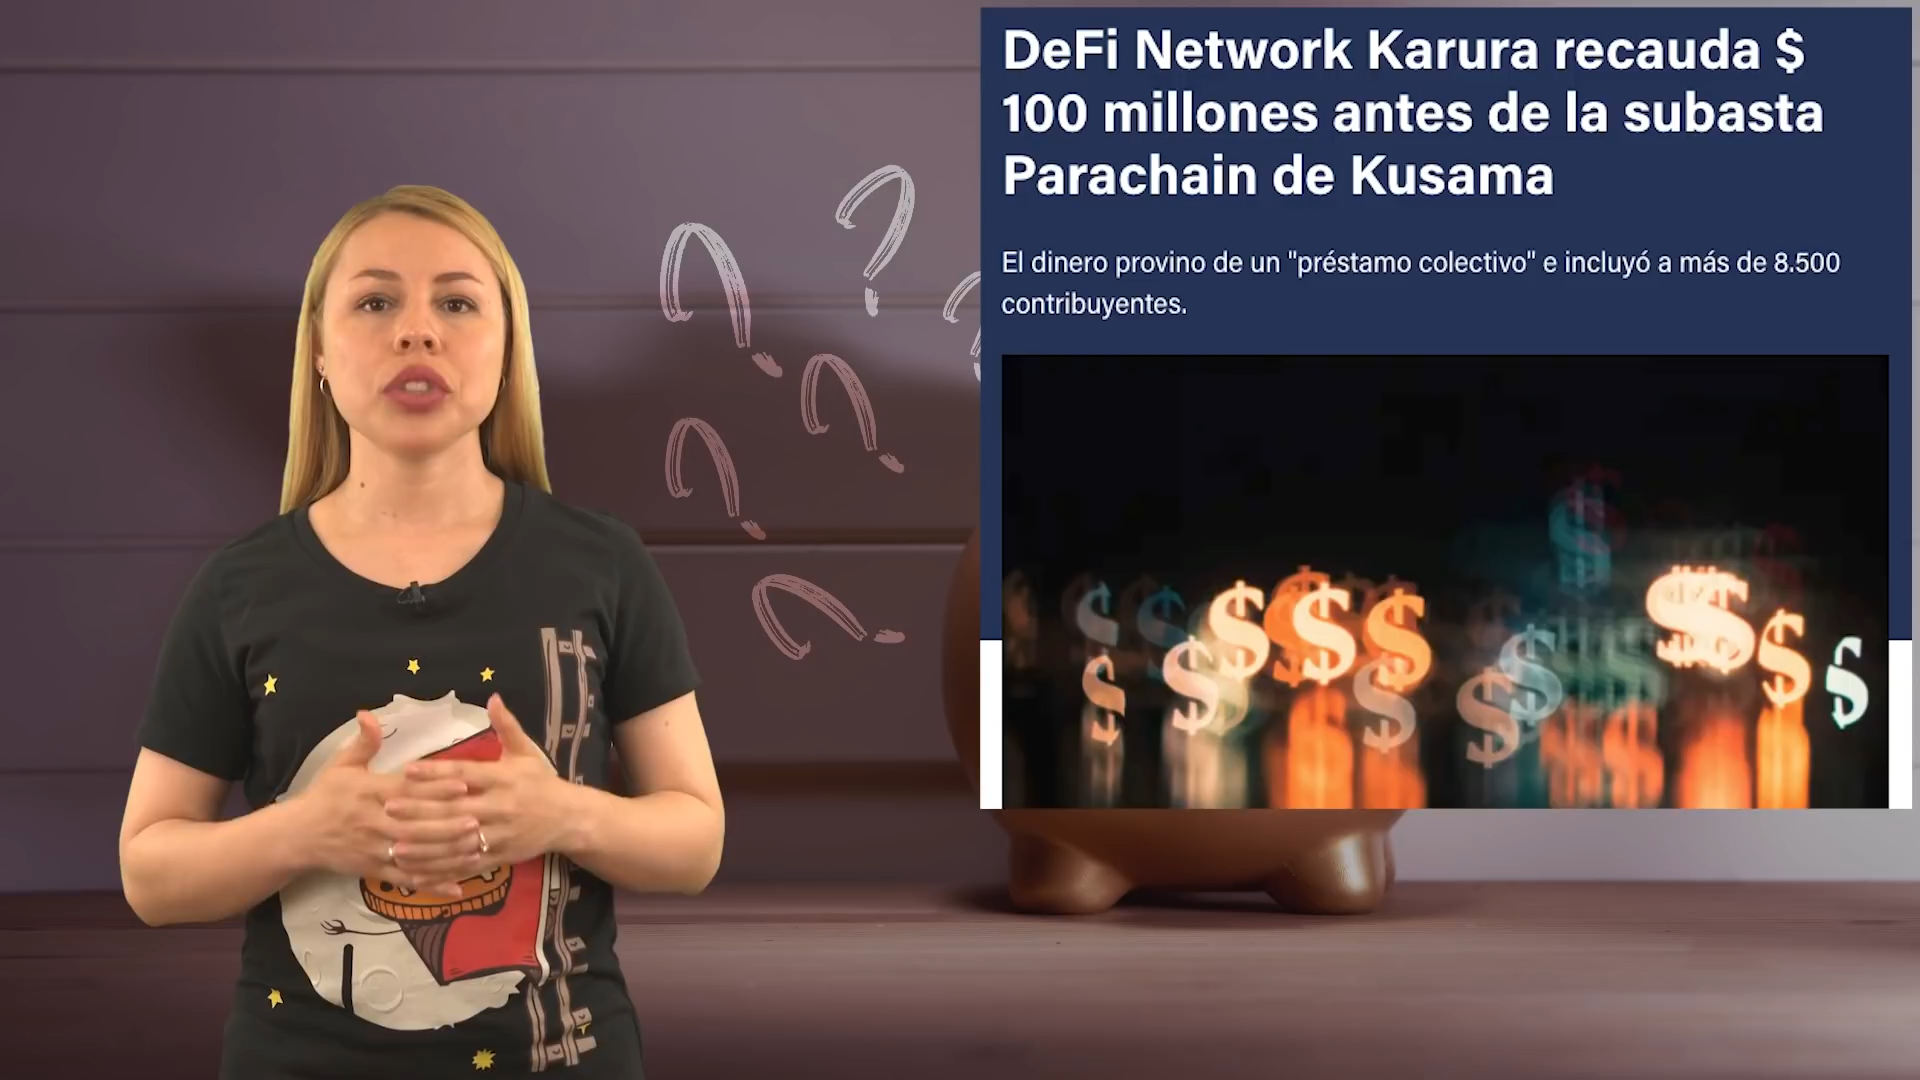 DeFi Network Karura recauda $
100 millones antes de la subasta
Parachain de Kusama
El dinero provino de un "préstamo colectivo" e incluyó a más de 8.500
contribuyentes.